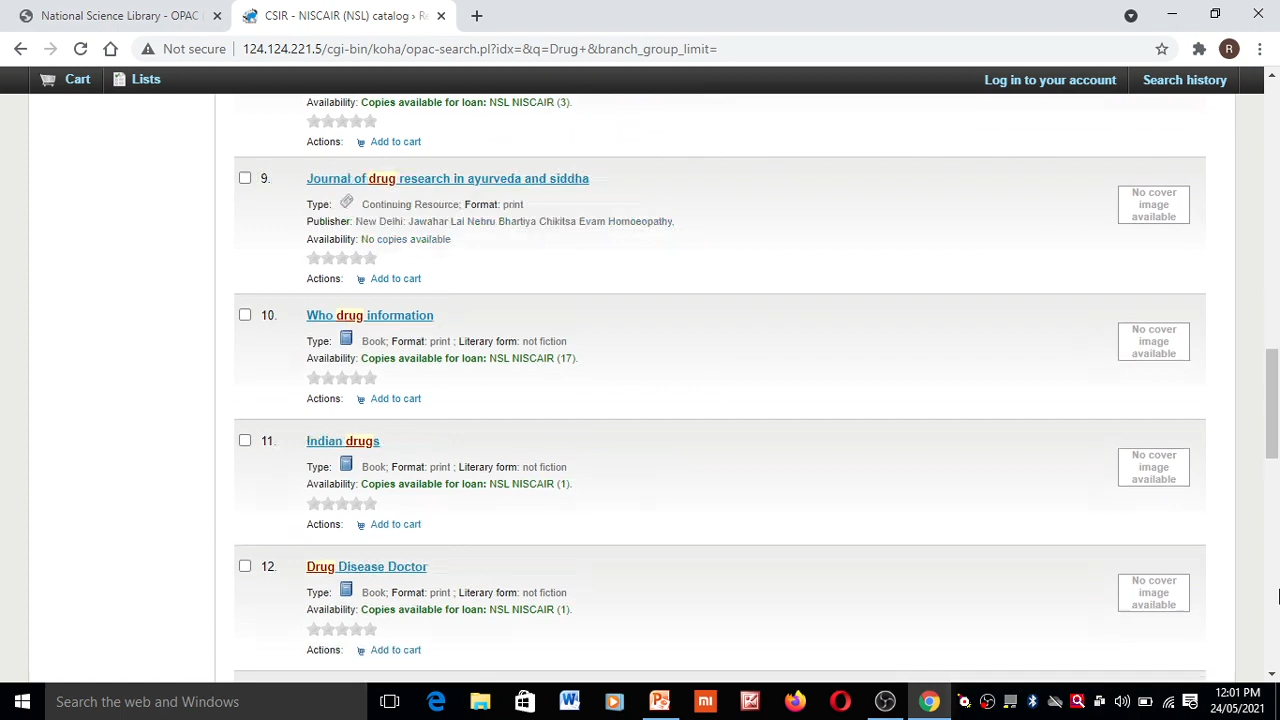 National Science Library - OPAC (
CSIR - NISCAIR (NSL) catalog › Re
Not secure 124.124.221.5/cgi-bin/koha/opac-search.pl?idx=&q=Drug+&branch_group_limit=
R
Cart Lists Log in to your account Search history
Availability: Copies available for loan: NSL NISCAIR (3).
Actions: Add to cart
9. Journal of drug research in ayurveda and siddha
Type: Continuing Resource; Format: print
Publisher: New Delhi: Jawahar Lal Nehru Bhartiya Chikitsa Evam Homoeopathy,
Availability: No copies available
Actions: Add to cart
No cover
image
available
10. Who drug information
Type: Book; Format: print ; Literary form: not fiction
Availability: Copies available for loan: NSL NISCAIR (17).
Actions: Add to cart
No cover
image
available
11. Indian drugs
Type: Book; Format: print ; Literary form: not fiction
Availability: Copies available for loan: NSL NISCAIR (1).
Actions: Add to cart
No cover
image
available
12. Drug Disease Doctor
Type: Book; Format: print ; Literary form: not fiction
Availability: Copies available for loan: NSL NISCAIR (1).
Actions: Add to cart
No cover
image
available
Search the web and Windows
12:01 PM
24/05/2021